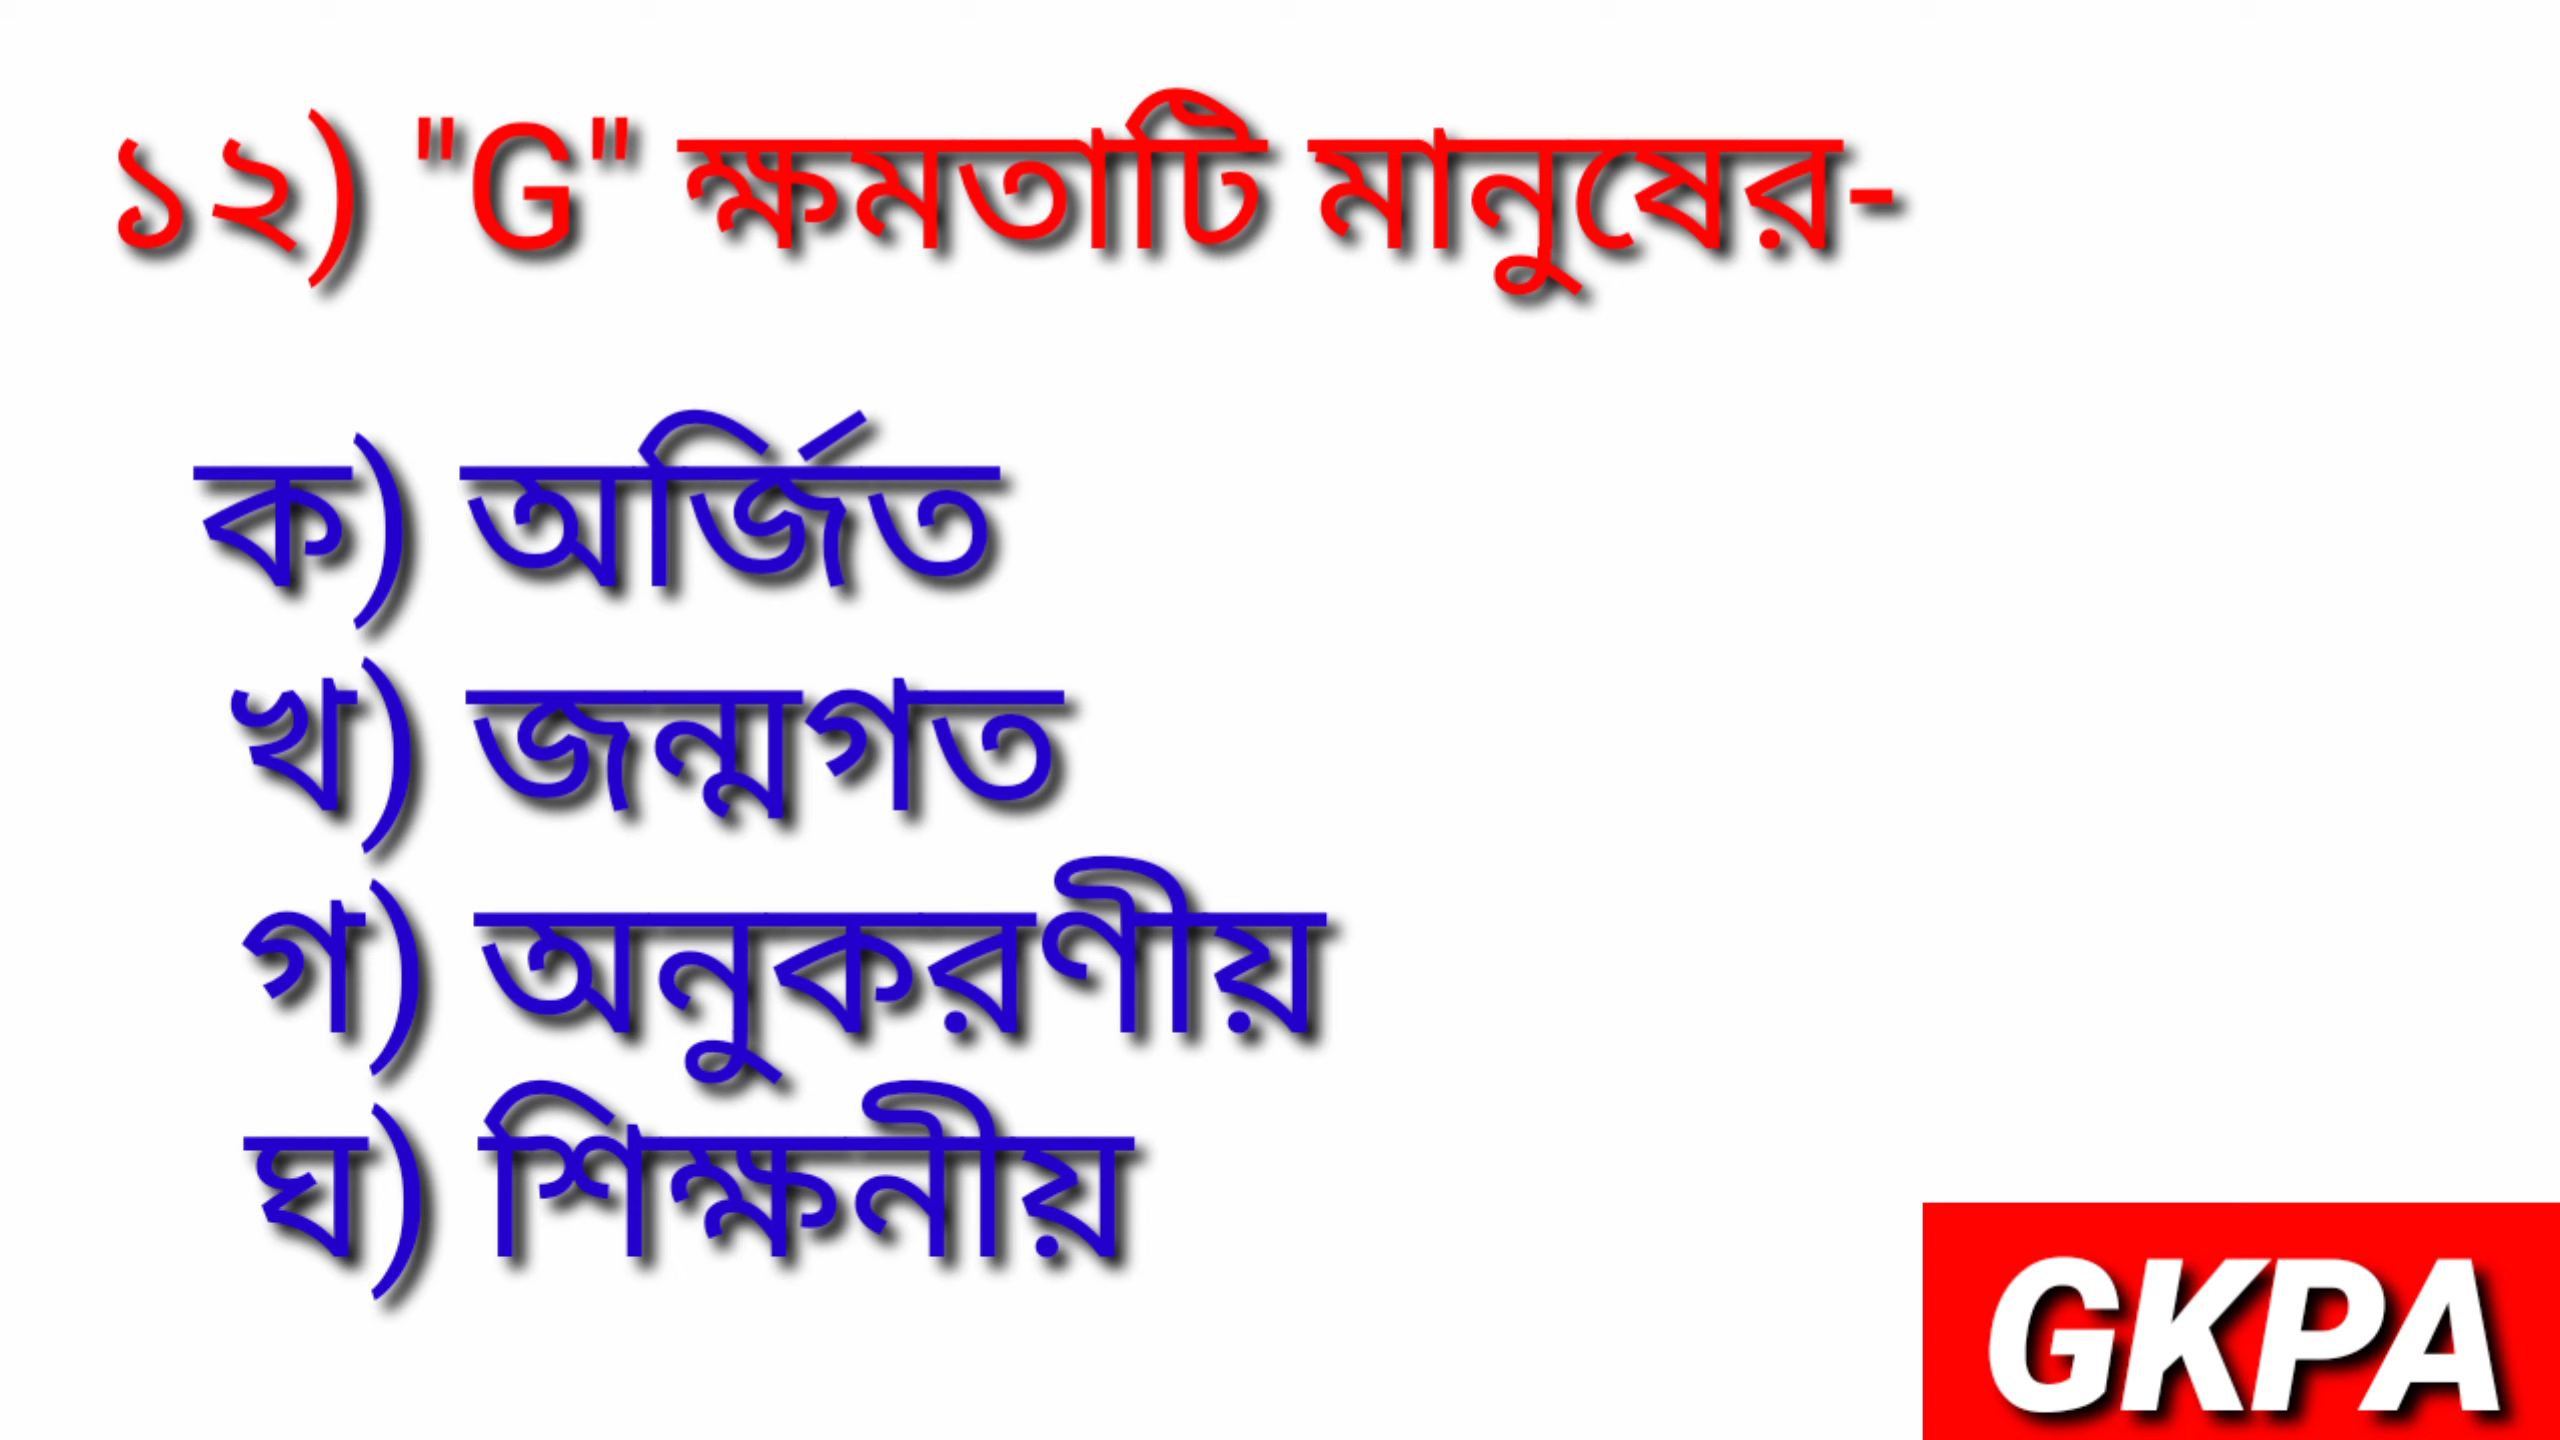 ১২) "G" ক্ষমতাটি মানুষের-
ক) অর্জিত
খ) জন্মগত
গ) অনুকরণীয়
ঘ) শিক্ষনীয়
GKPA